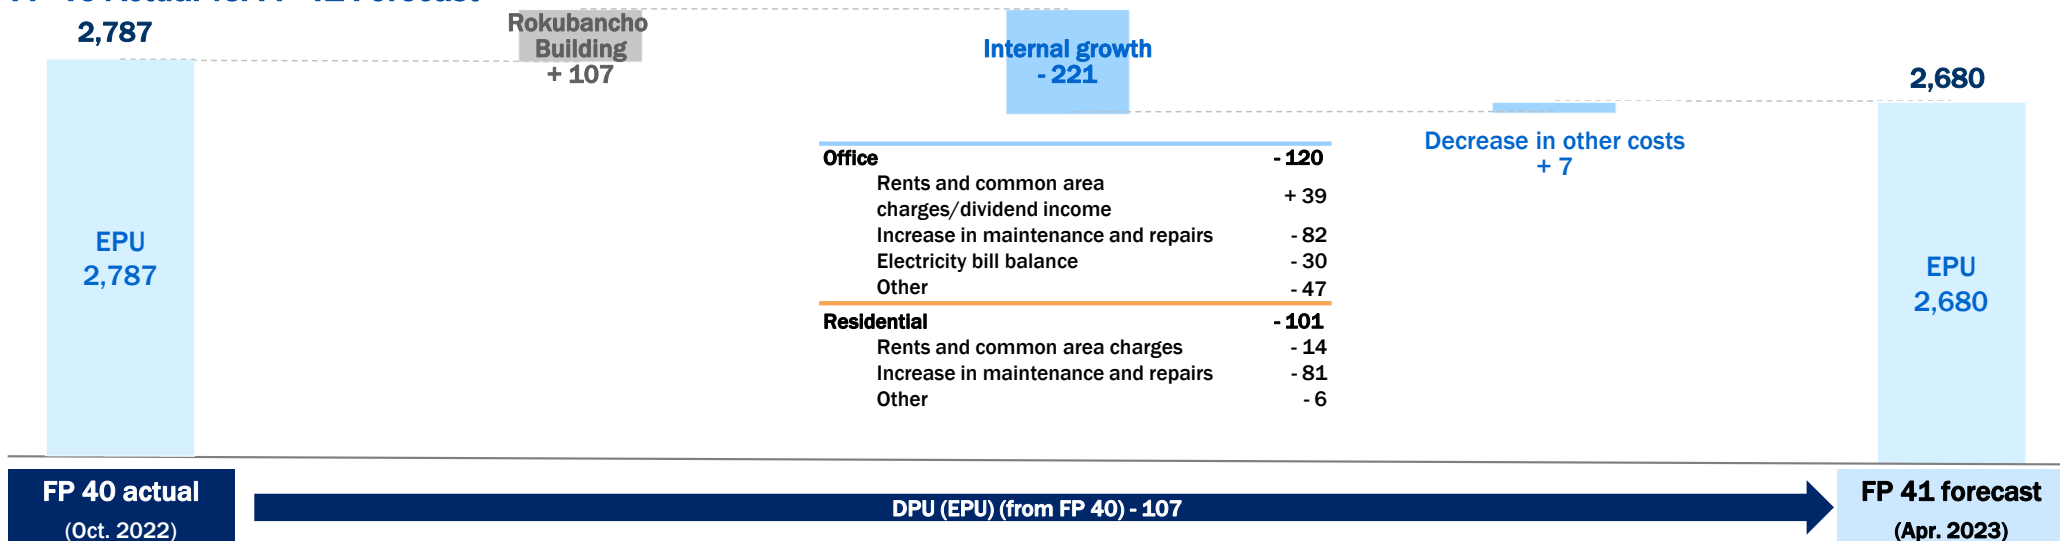 2,787
Rokubancho
Building
+ 107
Internal growth
- 221
2,680
Decrease in other costs
+ 7
EPU
2,787
Office - 120
Rents and common area
charges/dividend income + 39
Increase in maintenance and repairs - 82
Electricity bill balance - 30
Other - 47
Residential - 101
Rents and common area charges - 14
Increase in maintenance and repairs - 81
Other - 6
EPU
2,680
FP 40 actual
(Oct. 2022)
DPU (EPU) (from FP 40) - 107
FP 41 forecast
(Apr. 2023)